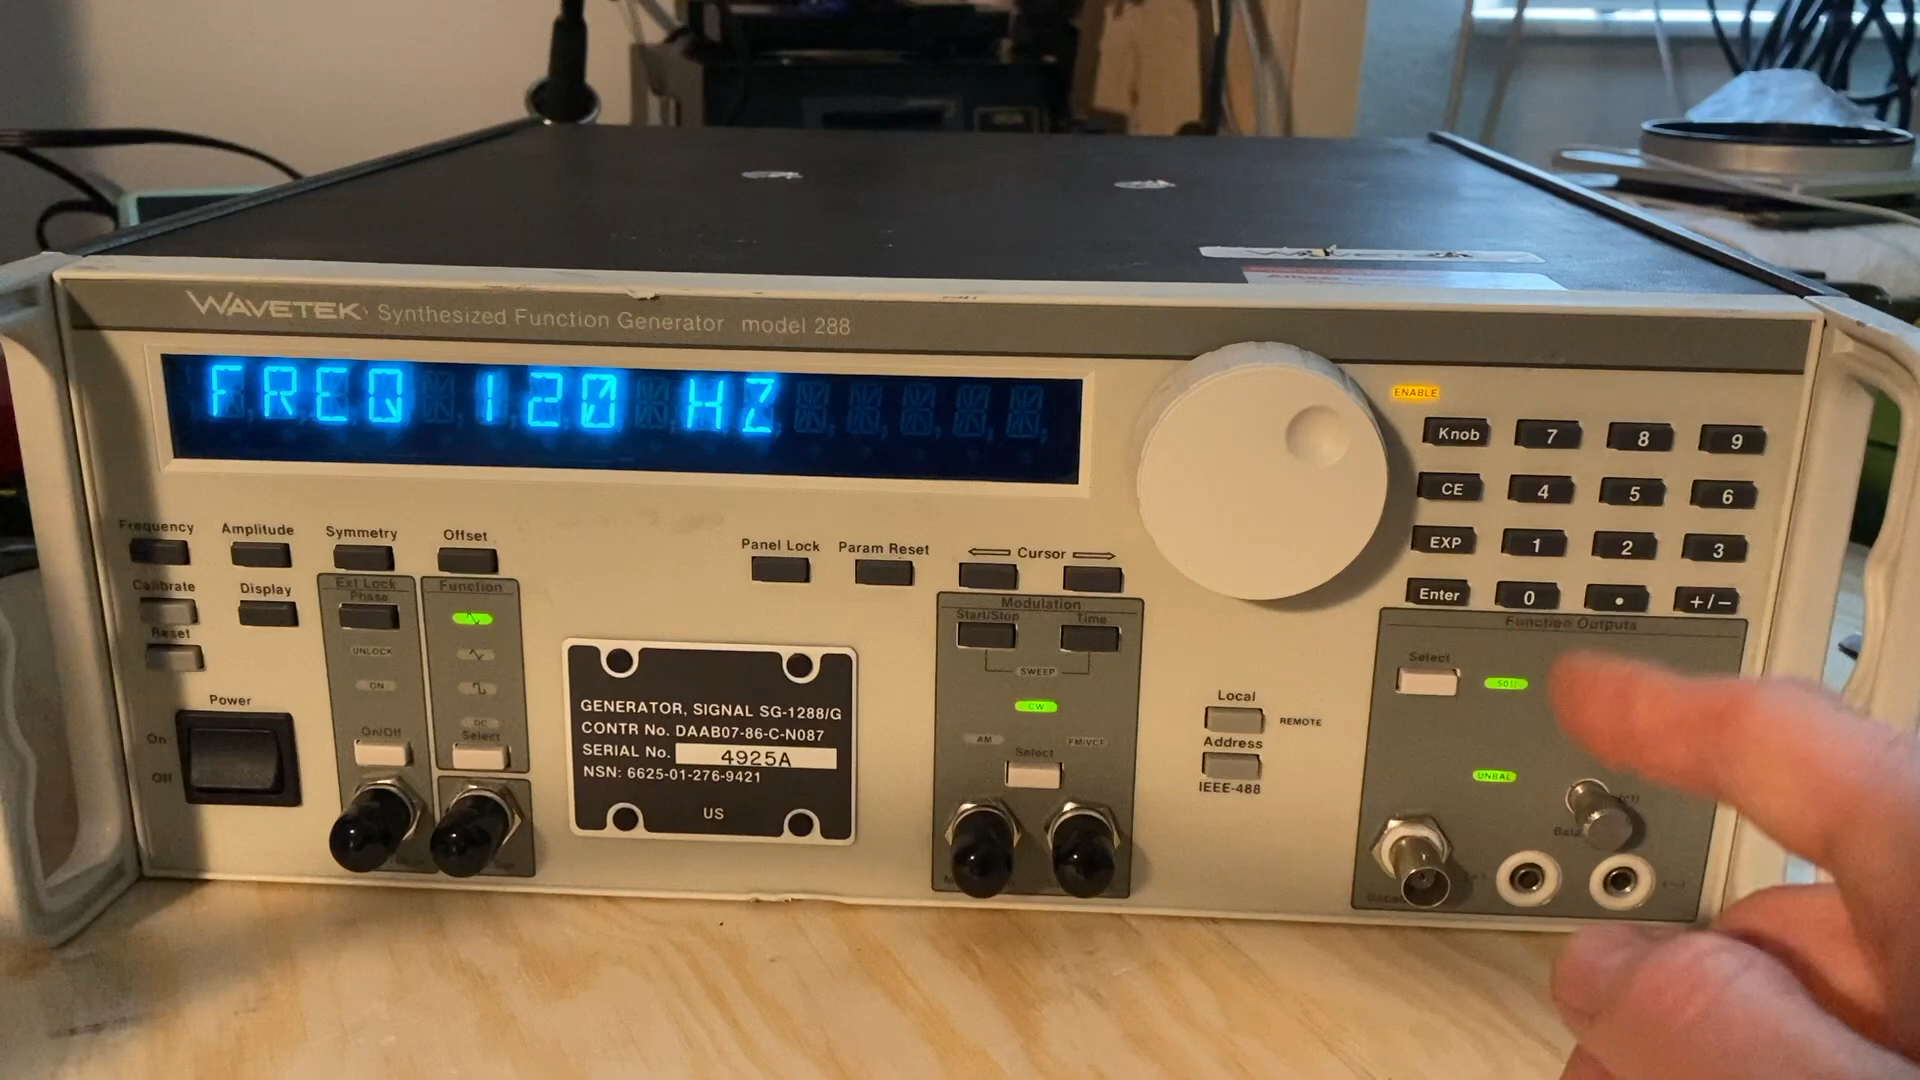 WAVETEK Synthesized Function Generator model 288
FREQ 120 HZ
ENABLE
Knob 7 8 9
CE 4 5 6
EXP 1 2 3
Enter 0 • +/−
Frequency Amplitude Symmetry Offset
Calibrate Display
Reset
Power
On
Off
Ext Lock
Phase
UNLOCK
ON
On/Off
Function
DC
Select
GENERATOR, SIGNAL SG-1288/G
CONTR No. DAAB07-86-C-N087
SERIAL No. 4925A
NSN: 6625-01-276-9421
US
Panel Lock Param Reset Cursor
Modulation
Start/Stop Time
SWEEP
CW
AM FM/VCF
Select
Local
REMOTE
Address
IEEE-488
Function Outputs
Select
50Ω
UNBAL